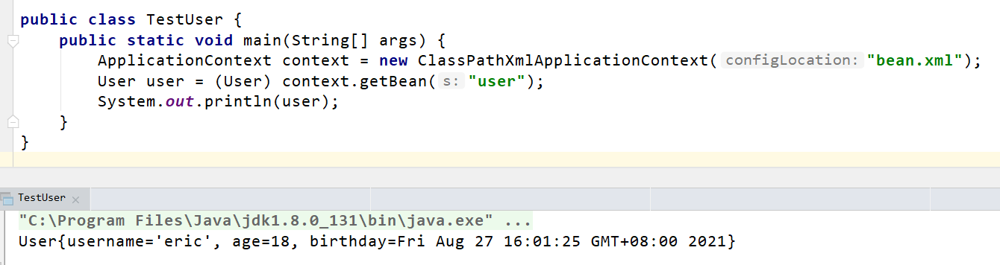 public class TestUser {
public static void main(String[] args) {
ApplicationContext context = new ClassPathXmlApplicationContext( configLocation: "bean.xml");
User user = (User) context.getBean( s: "user");
System.out.println(user);
}
}
TestUser
"C:\Program Files\Java\jdk1.8.0_131\bin\java.exe" ...
User{username='eric', age=18, birthday=Fri Aug 27 16:01:25 GMT+08:00 2021}